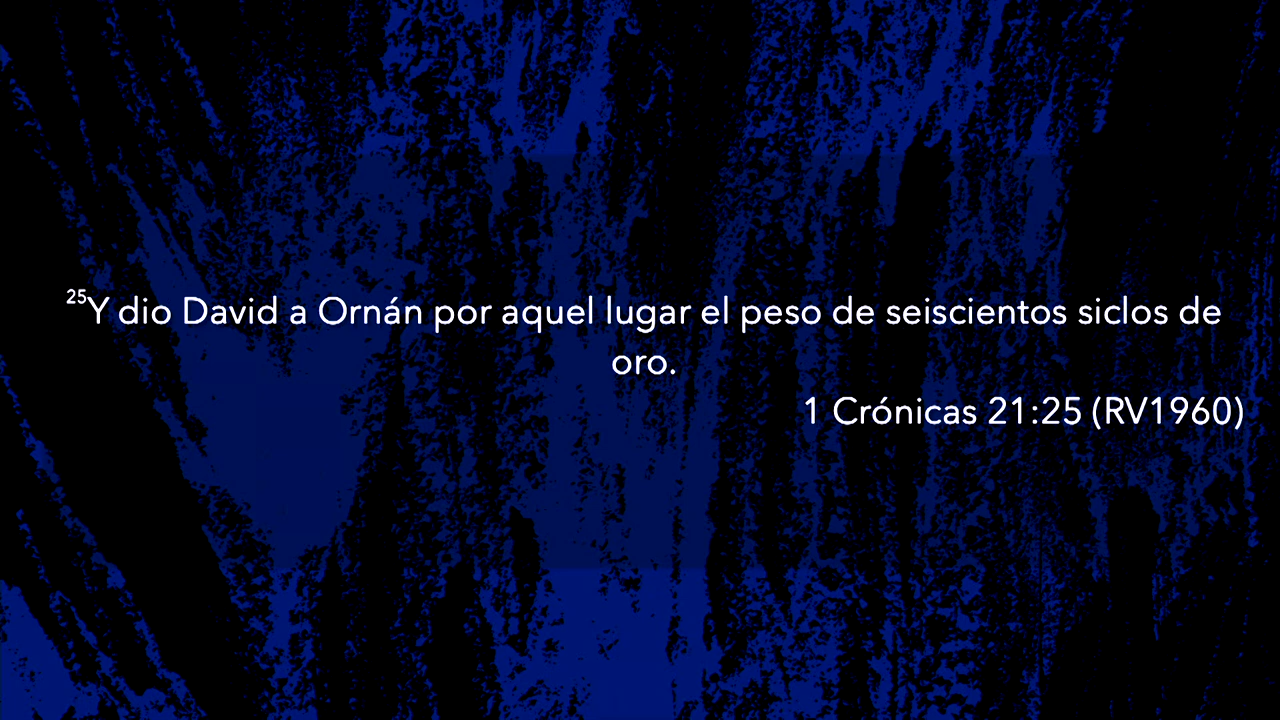 25Y dio David a Ornán por aquel lugar el peso de seiscientos siclos de
oro.
1 Crónicas 21:25 (RV1960)